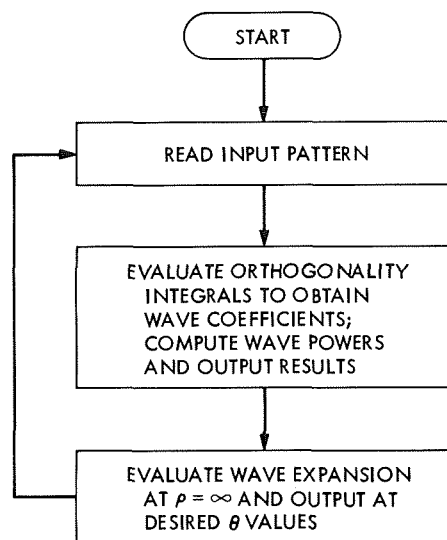 START
READ INPUT PATTERN
EVALUATE ORTHOGONALITY
INTEGRALS TO OBTAIN
WAVE COEFFICIENTS;
COMPUTE WAVE POWERS
AND OUTPUT RESULTS
EVALUATE WAVE EXPANSION
AT ρ = ∞ AND OUTPUT AT
DESIRED θ VALUES